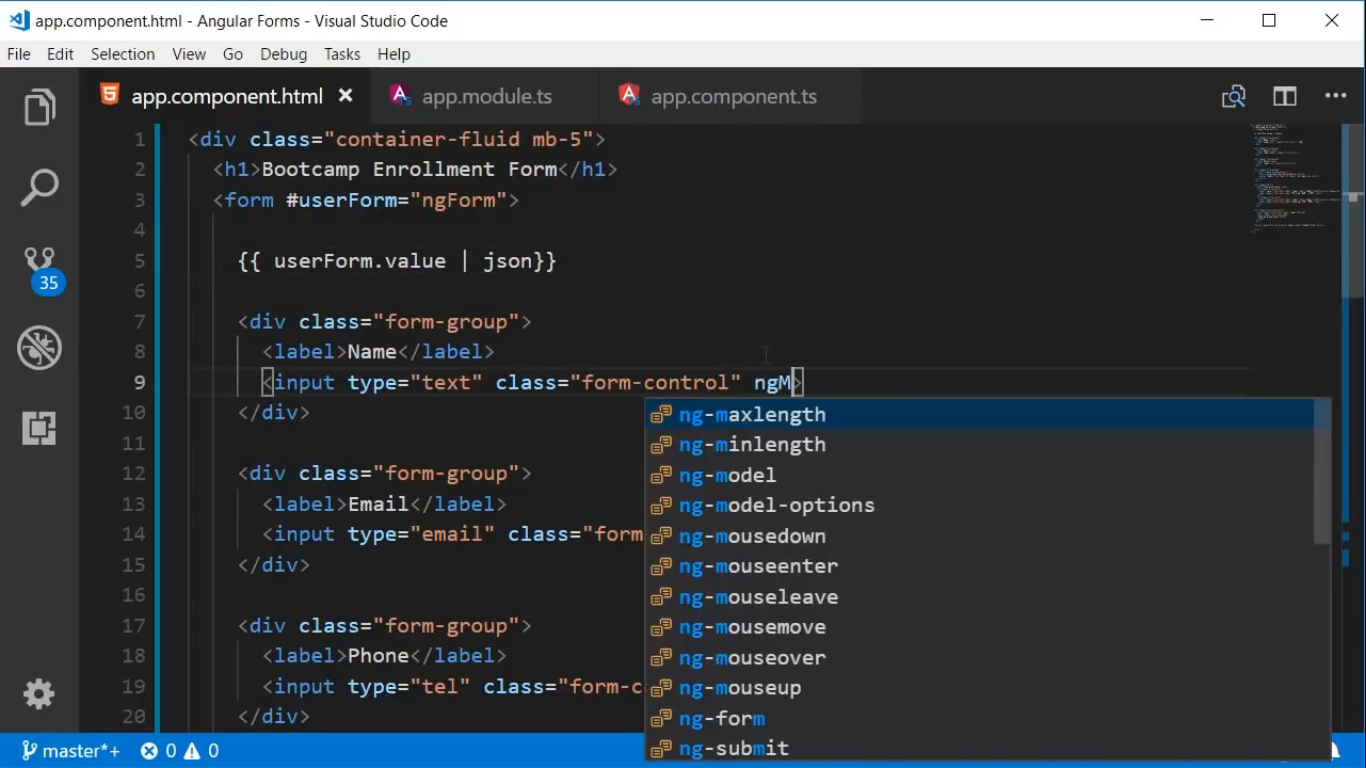 app.component.html - Angular Forms - Visual Studio Code
File Edit Selection View Go Debug Tasks Help
app.component.html app.module.ts app.component.ts
1 <div class="container-fluid mb-5">
2 <h1>Bootcamp Enrollment Form</h1>
3 <form #userForm="ngForm">
4
5 {{ userForm.value | json}}
6
7 <div class="form-group">
8 <label>Name</label>
9 <input type="text" class="form-control" ngM>
10 </div>
11
12 <div class="form-group">
13 <label>Email</label>
14 <input type="email" class="form
15 </div>
16
17 <div class="form-group">
18 <label>Phone</label>
19 <input type="tel" class="form-c
20 </div>
ng-maxlength
ng-minlength
ng-model
ng-model-options
ng-mousedown
ng-mouseenter
ng-mouseleave
ng-mousemove
ng-mouseover
ng-mouseup
ng-form
ng-submit
35
master*+ 0 0